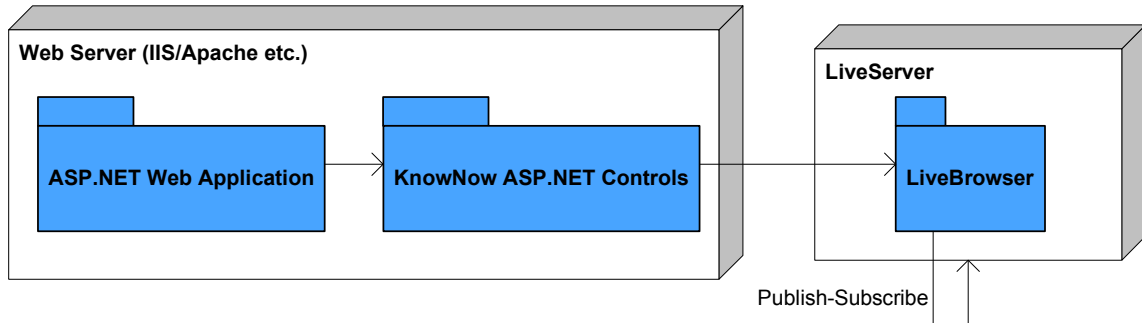 Web Server (IIS/Apache etc.)
LiveServer
ASP.NET Web Application
KnowNow ASP.NET Controls
LiveBrowser
Publish-Subscribe